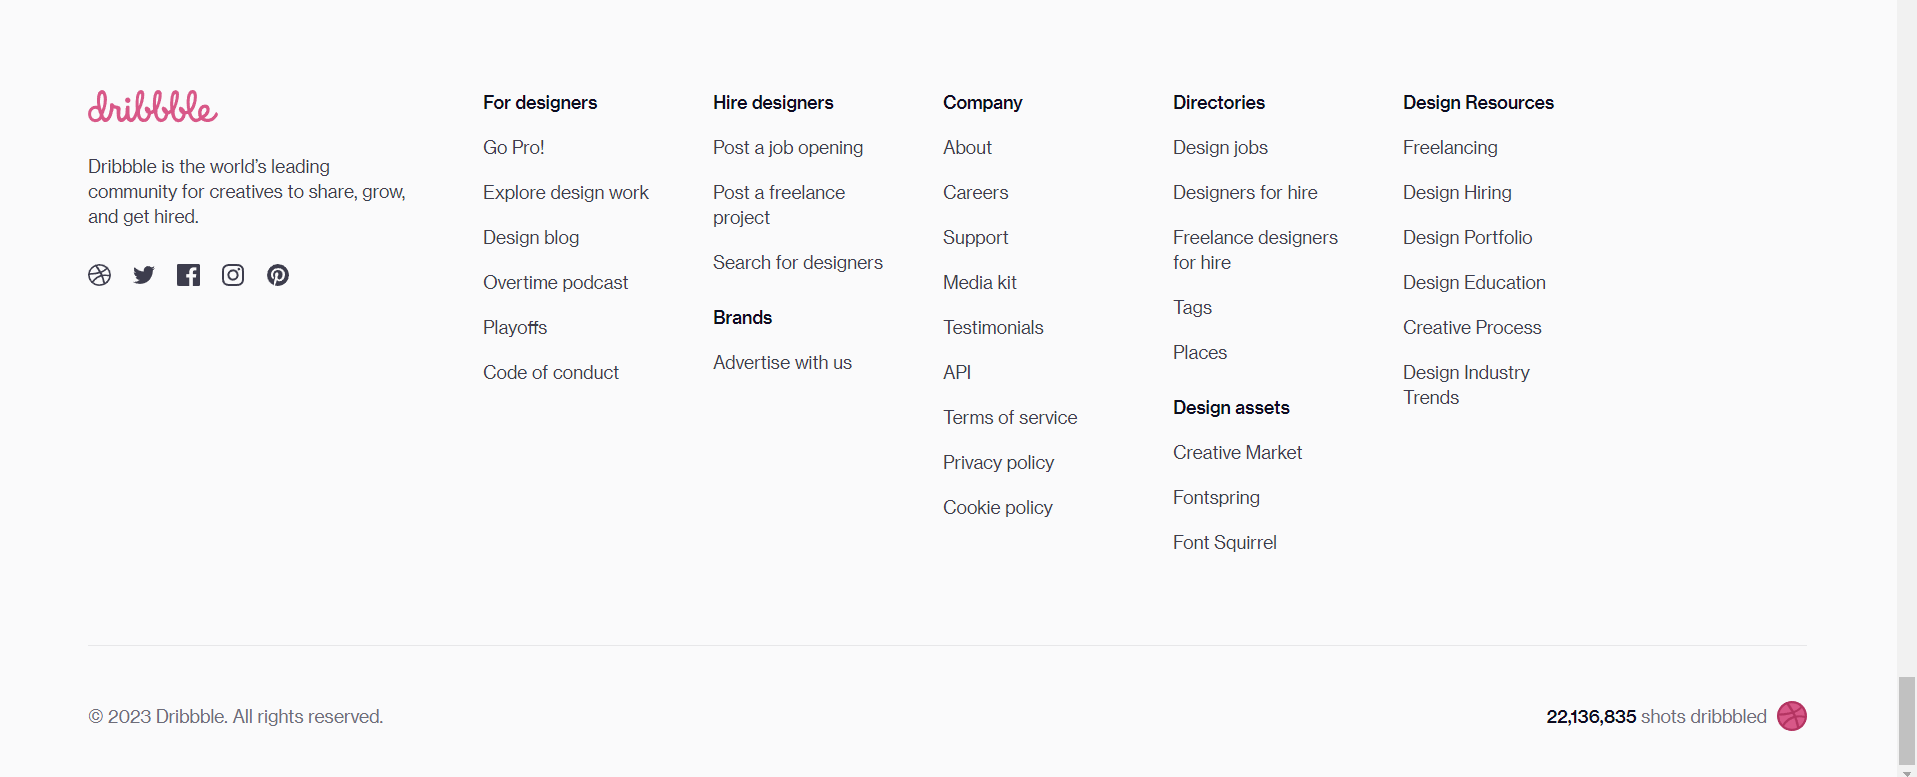 dribbble
Dribbble is the world’s leading
community for creatives to share, grow,
and get hired.
For designers
Go Pro!
Explore design work
Design blog
Overtime podcast
Playoffs
Code of conduct
Hire designers
Post a job opening
Post a freelance
project
Search for designers
Brands
Advertise with us
Company
About
Careers
Support
Media kit
Testimonials
API
Terms of service
Privacy policy
Cookie policy
Directories
Design jobs
Designers for hire
Freelance designers
for hire
Tags
Places
Design assets
Creative Market
Fontspring
Font Squirrel
Design Resources
Freelancing
Design Hiring
Design Portfolio
Design Education
Creative Process
Design Industry
Trends
© 2023 Dribbble. All rights reserved.
22,136,835 shots dribbbled